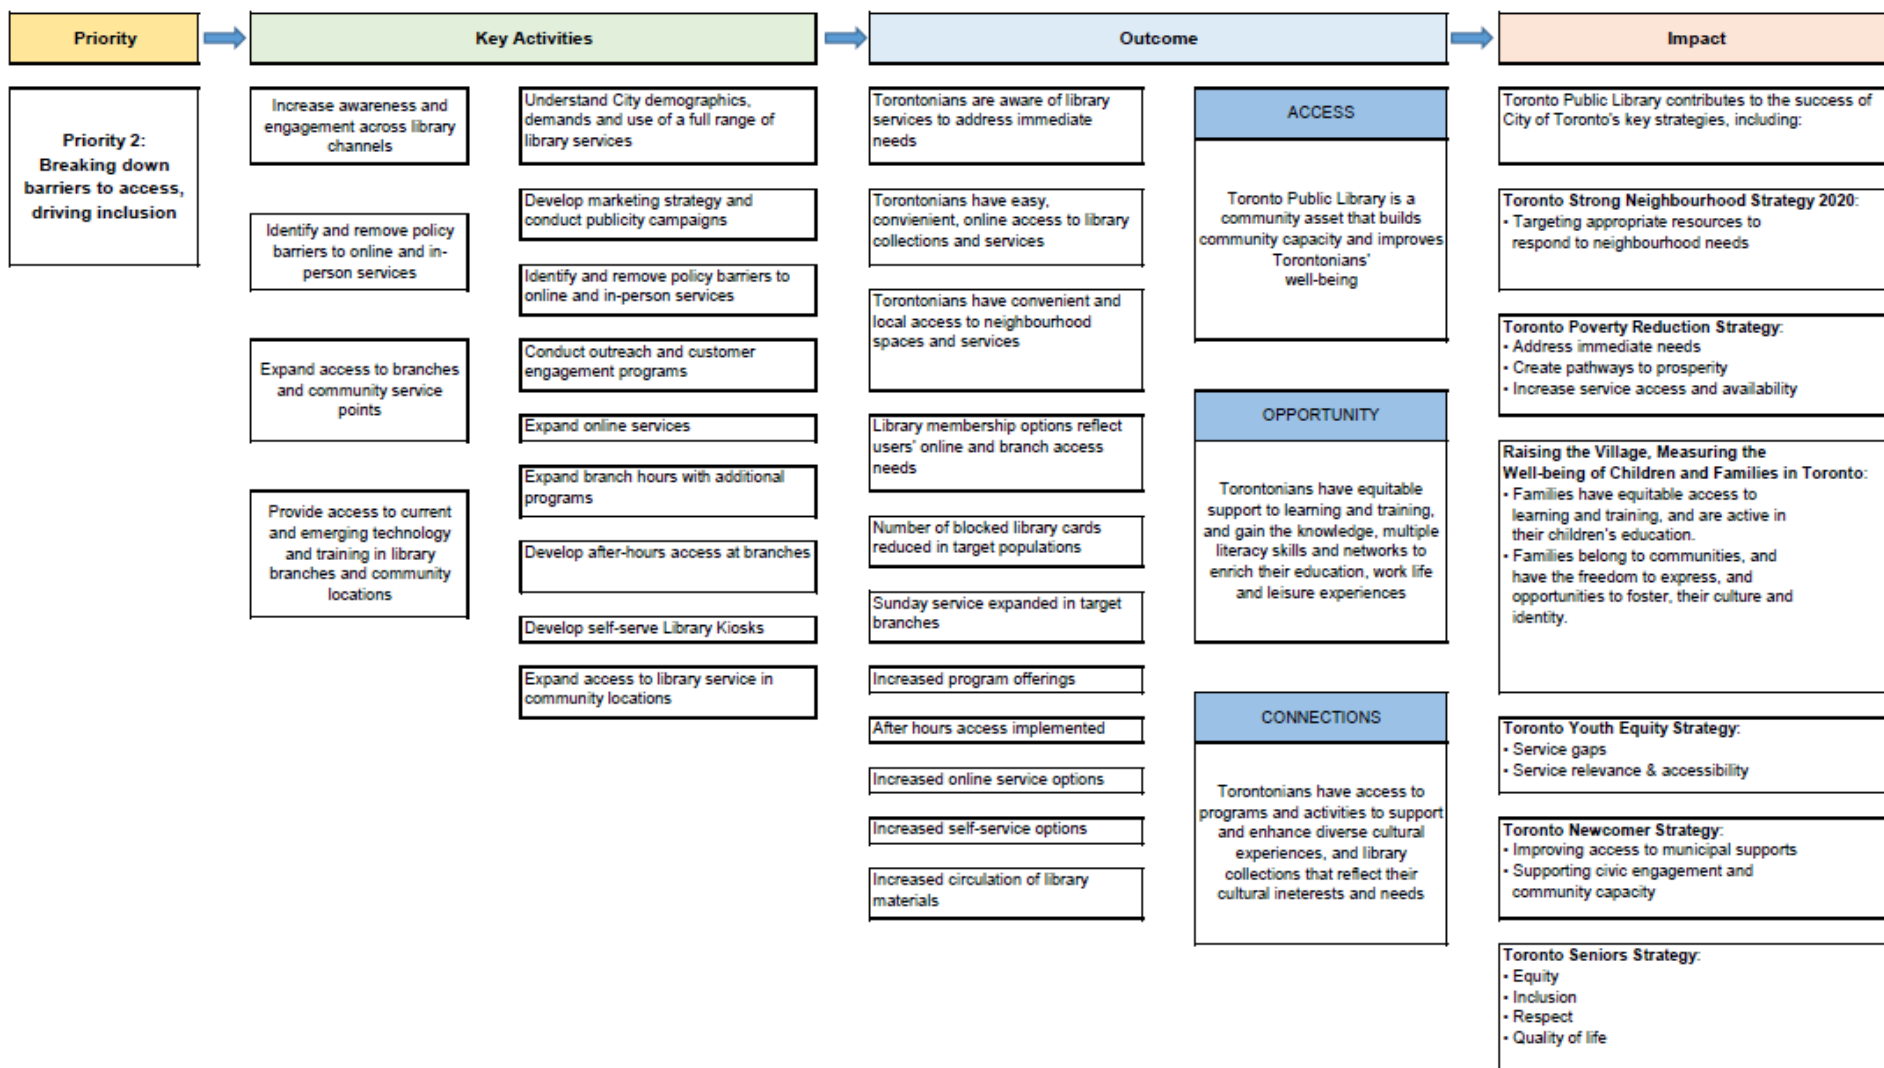 Priority
Key Activities
Outcome
Impact
Priority 2:
Breaking down
barriers to access,
driving inclusion
Increase awareness and
engagement across library
channels
Identify and remove policy
barriers to online and in-
person services
Expand access to branches
and community service
points
Provide access to current
and emerging technology
and training in library
branches and community
locations
Understand City demographics,
demands and use of a full range of
library services
Develop marketing strategy and
conduct publicity campaigns
Identify and remove policy barriers to
online and in-person services
Conduct outreach and customer
engagement programs
Expand online services
Expand branch hours with additional
programs
Develop after-hours access at branches
Develop self-serve Library Kiosks
Expand access to library service in
community locations
Torontonians are aware of library
services to address immediate
needs
Torontonians have easy,
convienient, online access to library
collections and services
Torontonians have convenient and
local access to neighbourhood
spaces and services
Library membership options reflect
users' online and branch access
needs
Number of blocked library cards
reduced in target populations
Sunday service expanded in target
branches
Increased program offerings
After hours access implemented
Increased online service options
Increased self-service options
Increased circulation of library
materials
ACCESS
Toronto Public Library is a
community asset that builds
community capacity and improves
Torontonians'
well-being
OPPORTUNITY
Torontonians have equitable
support to learning and training,
and gain the knowledge, multiple
literacy skills and networks to
enrich their education, work life
and leisure experiences
CONNECTIONS
Torontonians have access to
programs and activities to support
and enhance diverse cultural
experiences, and library
collections that reflect their
cultural ineterests and needs
Toronto Public Library contributes to the success of
City of Toronto's key strategies, including:
Toronto Strong Neighbourhood Strategy 2020:
• Targeting appropriate resources to
respond to neighbourhood needs
Toronto Poverty Reduction Strategy:
• Address immediate needs
• Create pathways to prosperity
• Increase service access and availability
Raising the Village, Measuring the
Well-being of Children and Families in Toronto:
• Families have equitable access to
learning and training, and are active in
their children's education.
• Families belong to communities, and
have the freedom to express, and
opportunities to foster, their culture and
identity.
Toronto Youth Equity Strategy:
• Service gaps
• Service relevance & accessibility
Toronto Newcomer Strategy:
• Improving access to municipal supports
• Supporting civic engagement and
community capacity
Toronto Seniors Strategy:
• Equity
• Inclusion
• Respect
• Quality of life